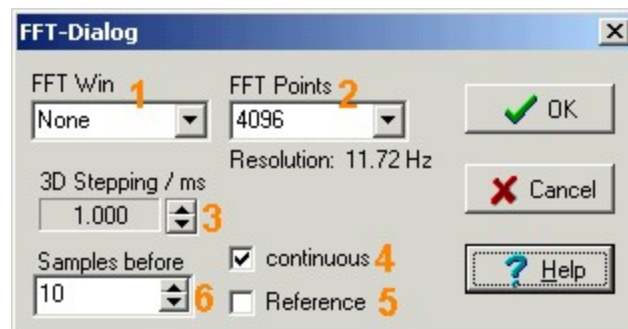 FFT-Dialog
FFT Win 1
FFT Points 2
None
4096
OK
Resolution: 11.72 Hz
3D Stepping / ms
1.000 3
Cancel
Samples before
continuous 4
10 6
Reference 5
Help